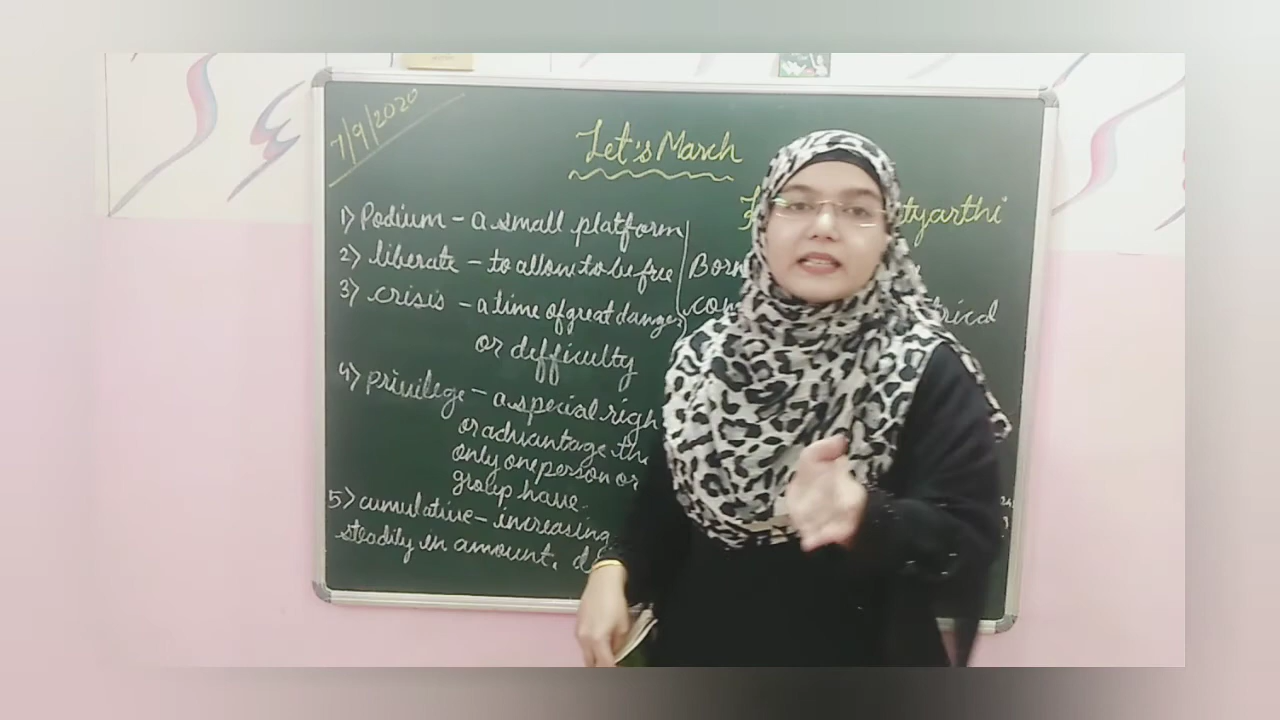 7/9/2020
Let's March
tyarthi
1) Podium - a small platform
2) liberate - to allow to be free
3) crisis - a time of great danger
or difficulty
4) privilege - a special righ
or advantage th
only one person or
group have.
5) cumulative - increasing
steadily in amount. d
Born
con
trical